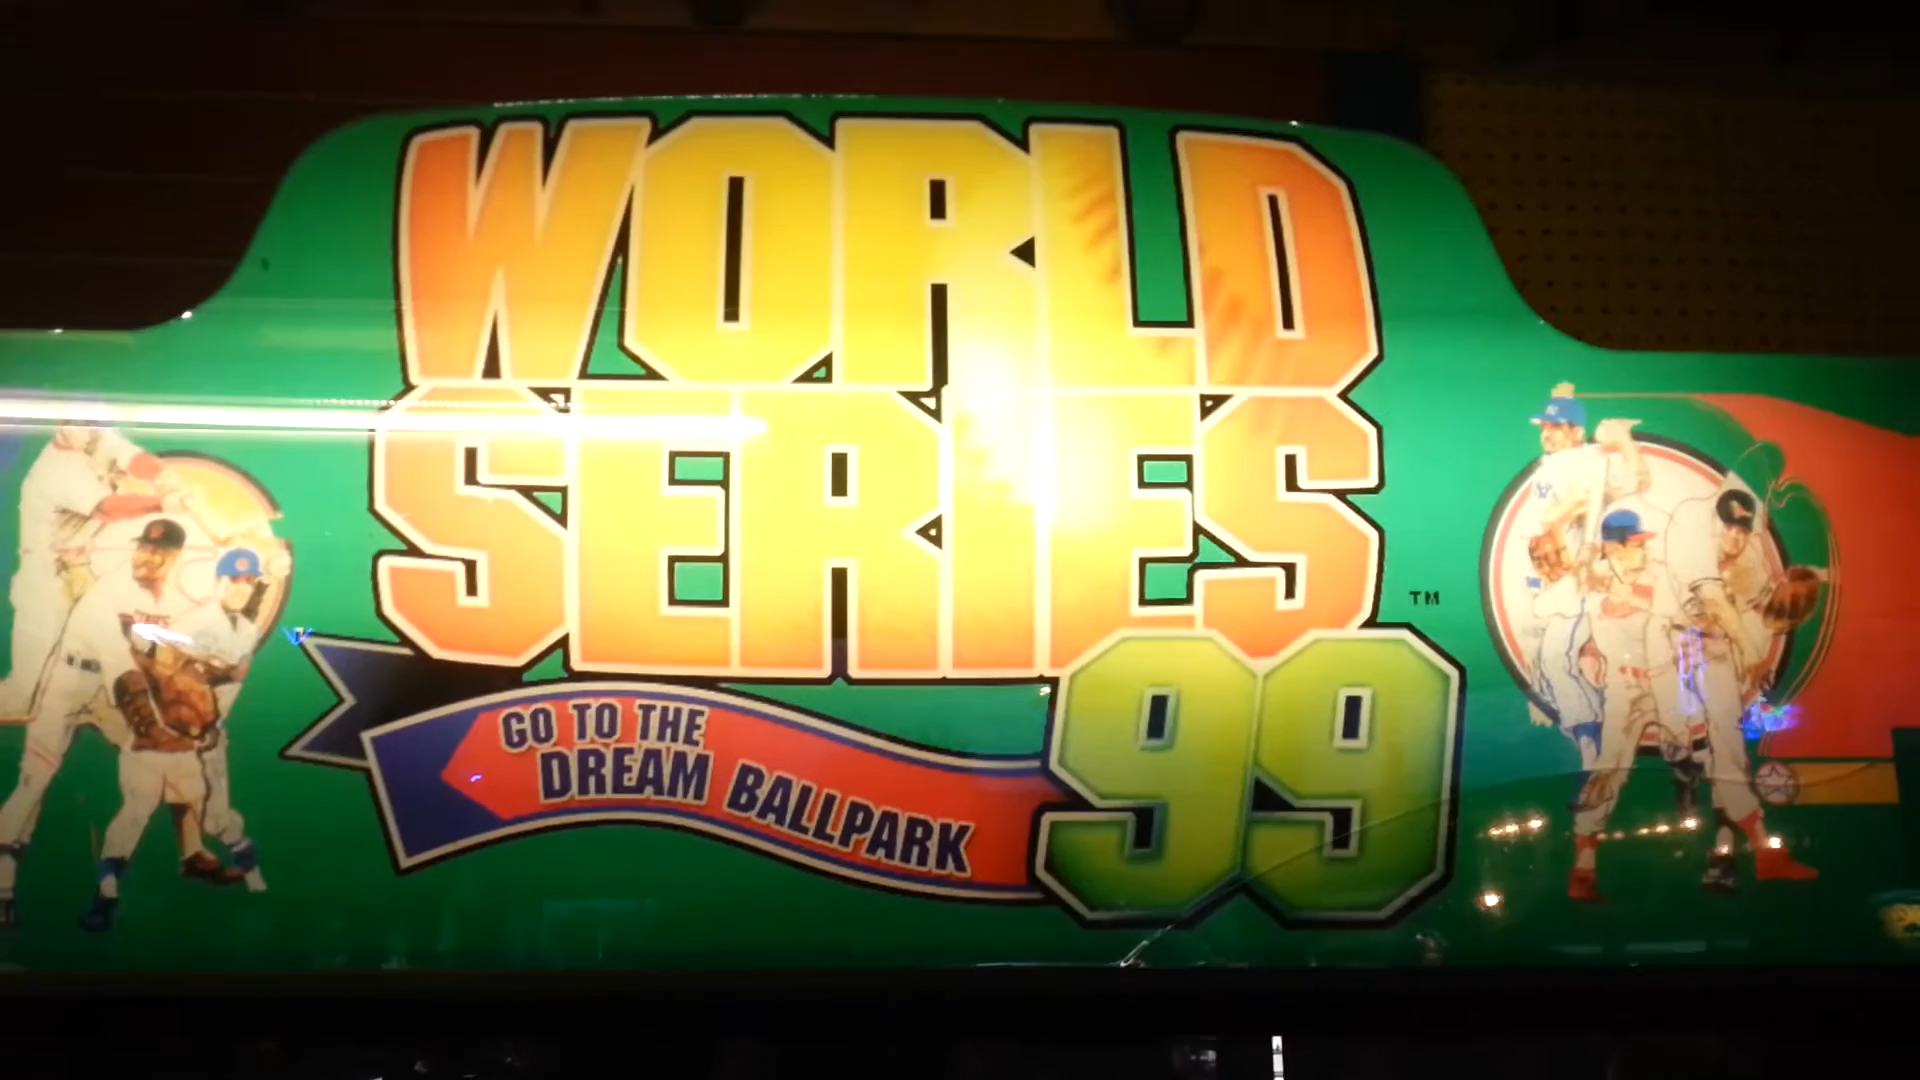 WORLD
SERIES
TM
99
GO TO THE
DREAM BALLPARK